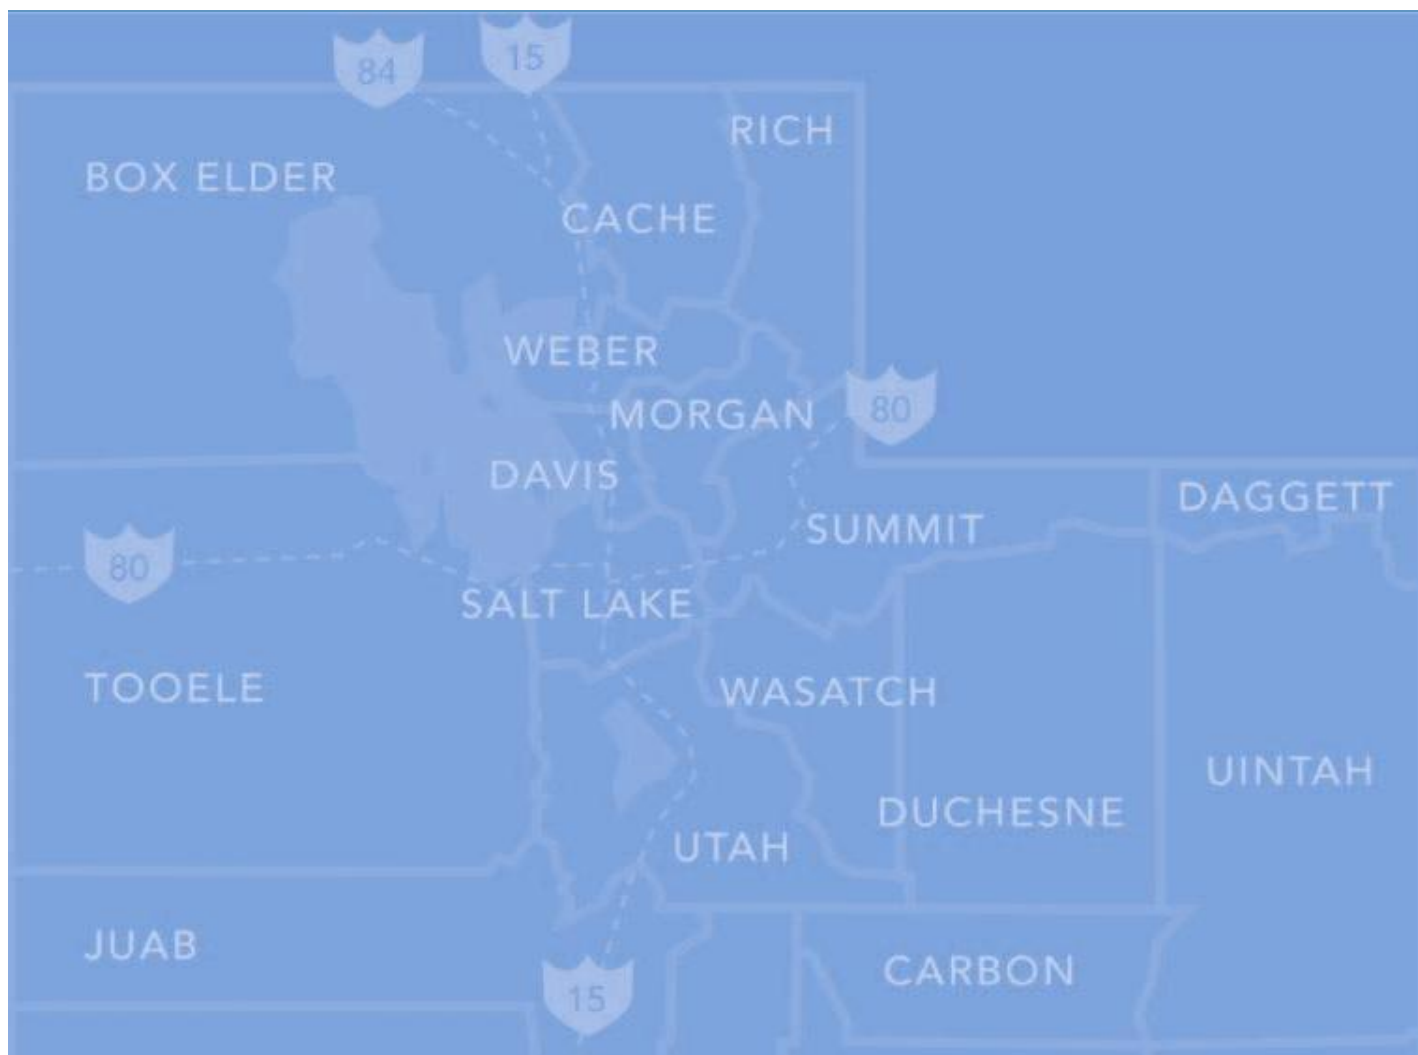 84
15
RICH
BOX ELDER
CACHE
WEBER
80
MORGAN
DAVIS
DAGGETT
SUMMIT
80
SALT LAKE
TOOELE
WASATCH
UINTAH
DUCHESNE
UTAH
JUAB
CARBON
15